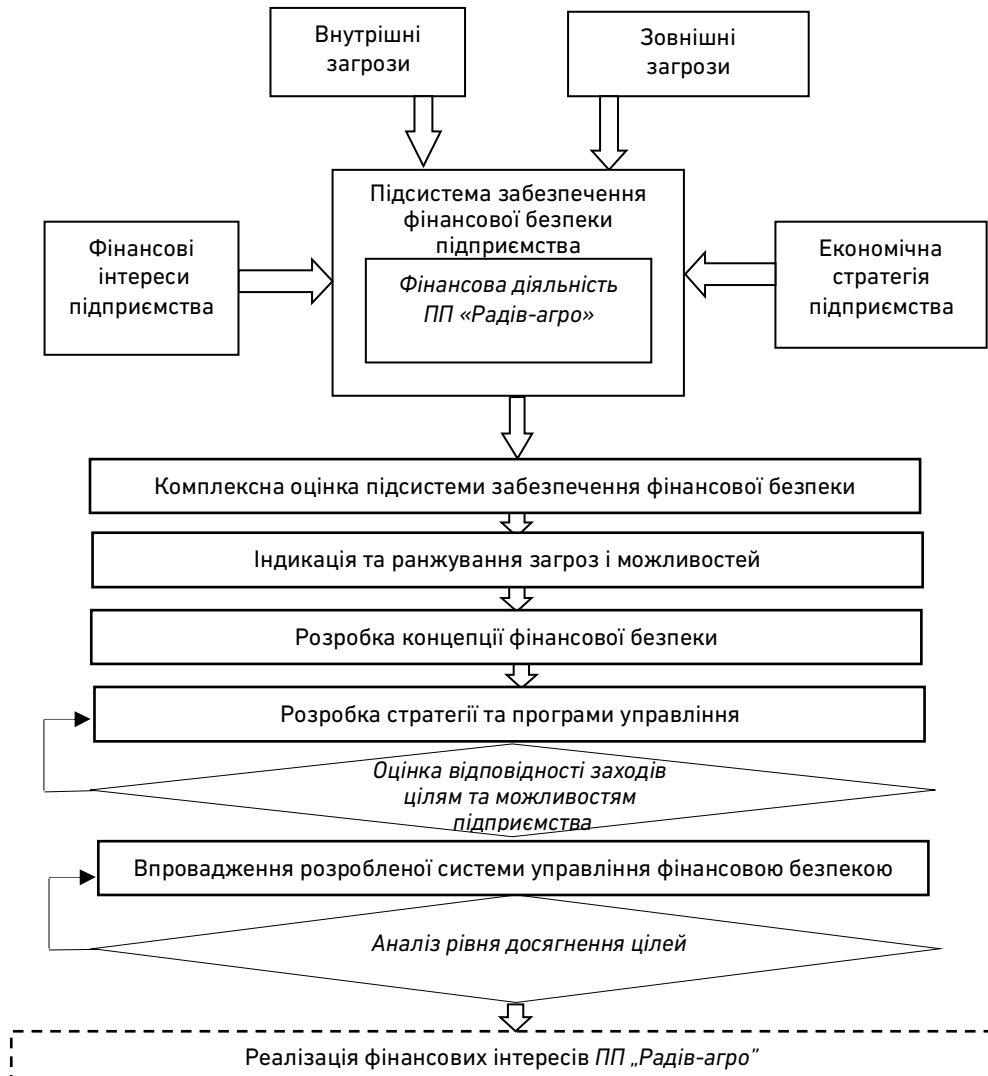 Внутрішні
загрози
Зовнішні
загрози
Підсистема забезпечення
фінансової безпеки
підприємства
Фінансові
інтереси
підприємства
Фінансова діяльність
ПП «Радів-агро»
Економічна
стратегія
підприємства
Комплексна оцінка підсистеми забезпечення фінансової безпеки
Індикація та ранжування загроз і можливостей
Розробка концепції фінансової безпеки
Розробка стратегії та програми управління
Оцінка відповідності заходів
цілям та можливостям
підприємства
Впровадження розробленої системи управління фінансовою безпекою
Аналіз рівня досягнення цілей
Реалізація фінансових інтересів ПП „Радів-агро”